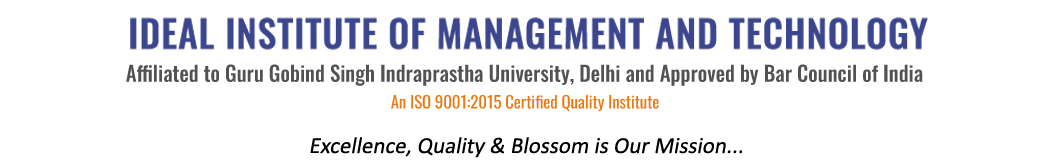 IDEAL INSTITUTE OF MANAGEMENT AND TECHNOLOGY
Affiliated to Guru Gobind Singh Indraprastha University, Delhi and Approved by Bar Council of India
An ISO 9001:2015 Certified Quality Institute
Excellence, Quality & Blossom is Our Mission...